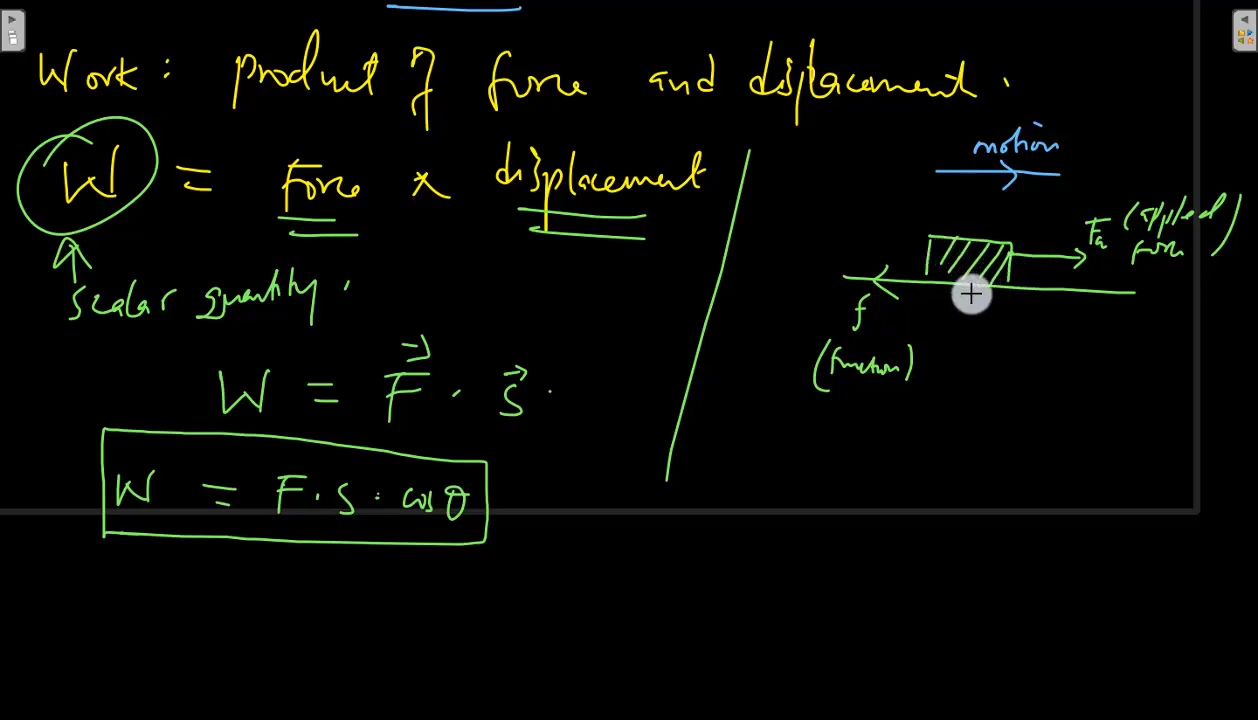 Work : product of force and displacement .
W = Force × displacement
scalar quantity .
W = F⃗ . s⃗ .
W = F . s . cos θ
motion
Fa (applied force)
f
(friction)